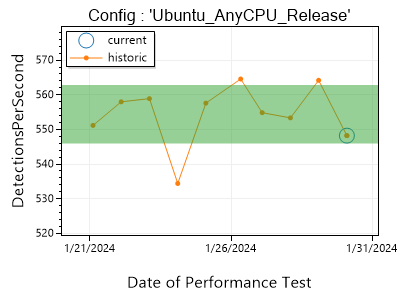 Config : 'Ubuntu_AnyCPU_Release'
current
historic
DetectionsPerSecond
570
560
550
540
530
520
1/21/2024
1/26/2024
1/31/2024
Date of Performance Test